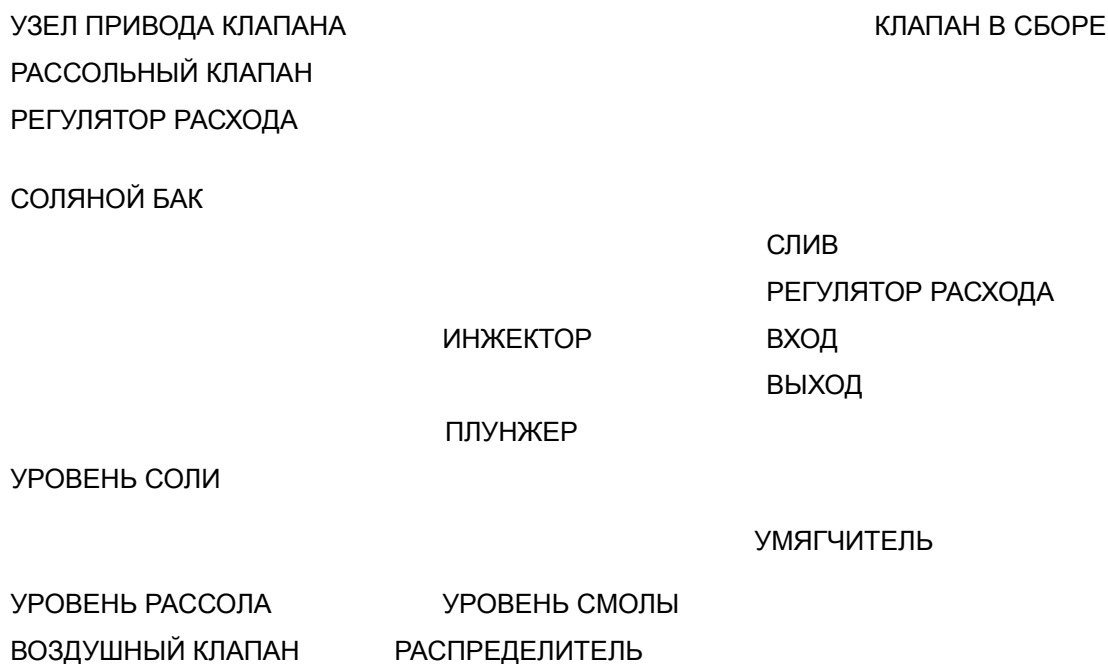 УЗЕЛ ПРИВОДА КЛАПАНА КЛАПАН В СБОРЕ
РАССОЛЬНЫЙ КЛАПАН
РЕГУЛЯТОР РАСХОДА
СОЛЯНОЙ БАК
СЛИВ
РЕГУЛЯТОР РАСХОДА
ИНЖЕКТОР ВХОД
ВЫХОД
ПЛУНЖЕР
УРОВЕНЬ СОЛИ
УМЯГЧИТЕЛЬ
УРОВЕНЬ РАССОЛА УРОВЕНЬ СМОЛЫ
ВОЗДУШНЫЙ КЛАПАН РАСПРЕДЕЛИТЕЛЬ